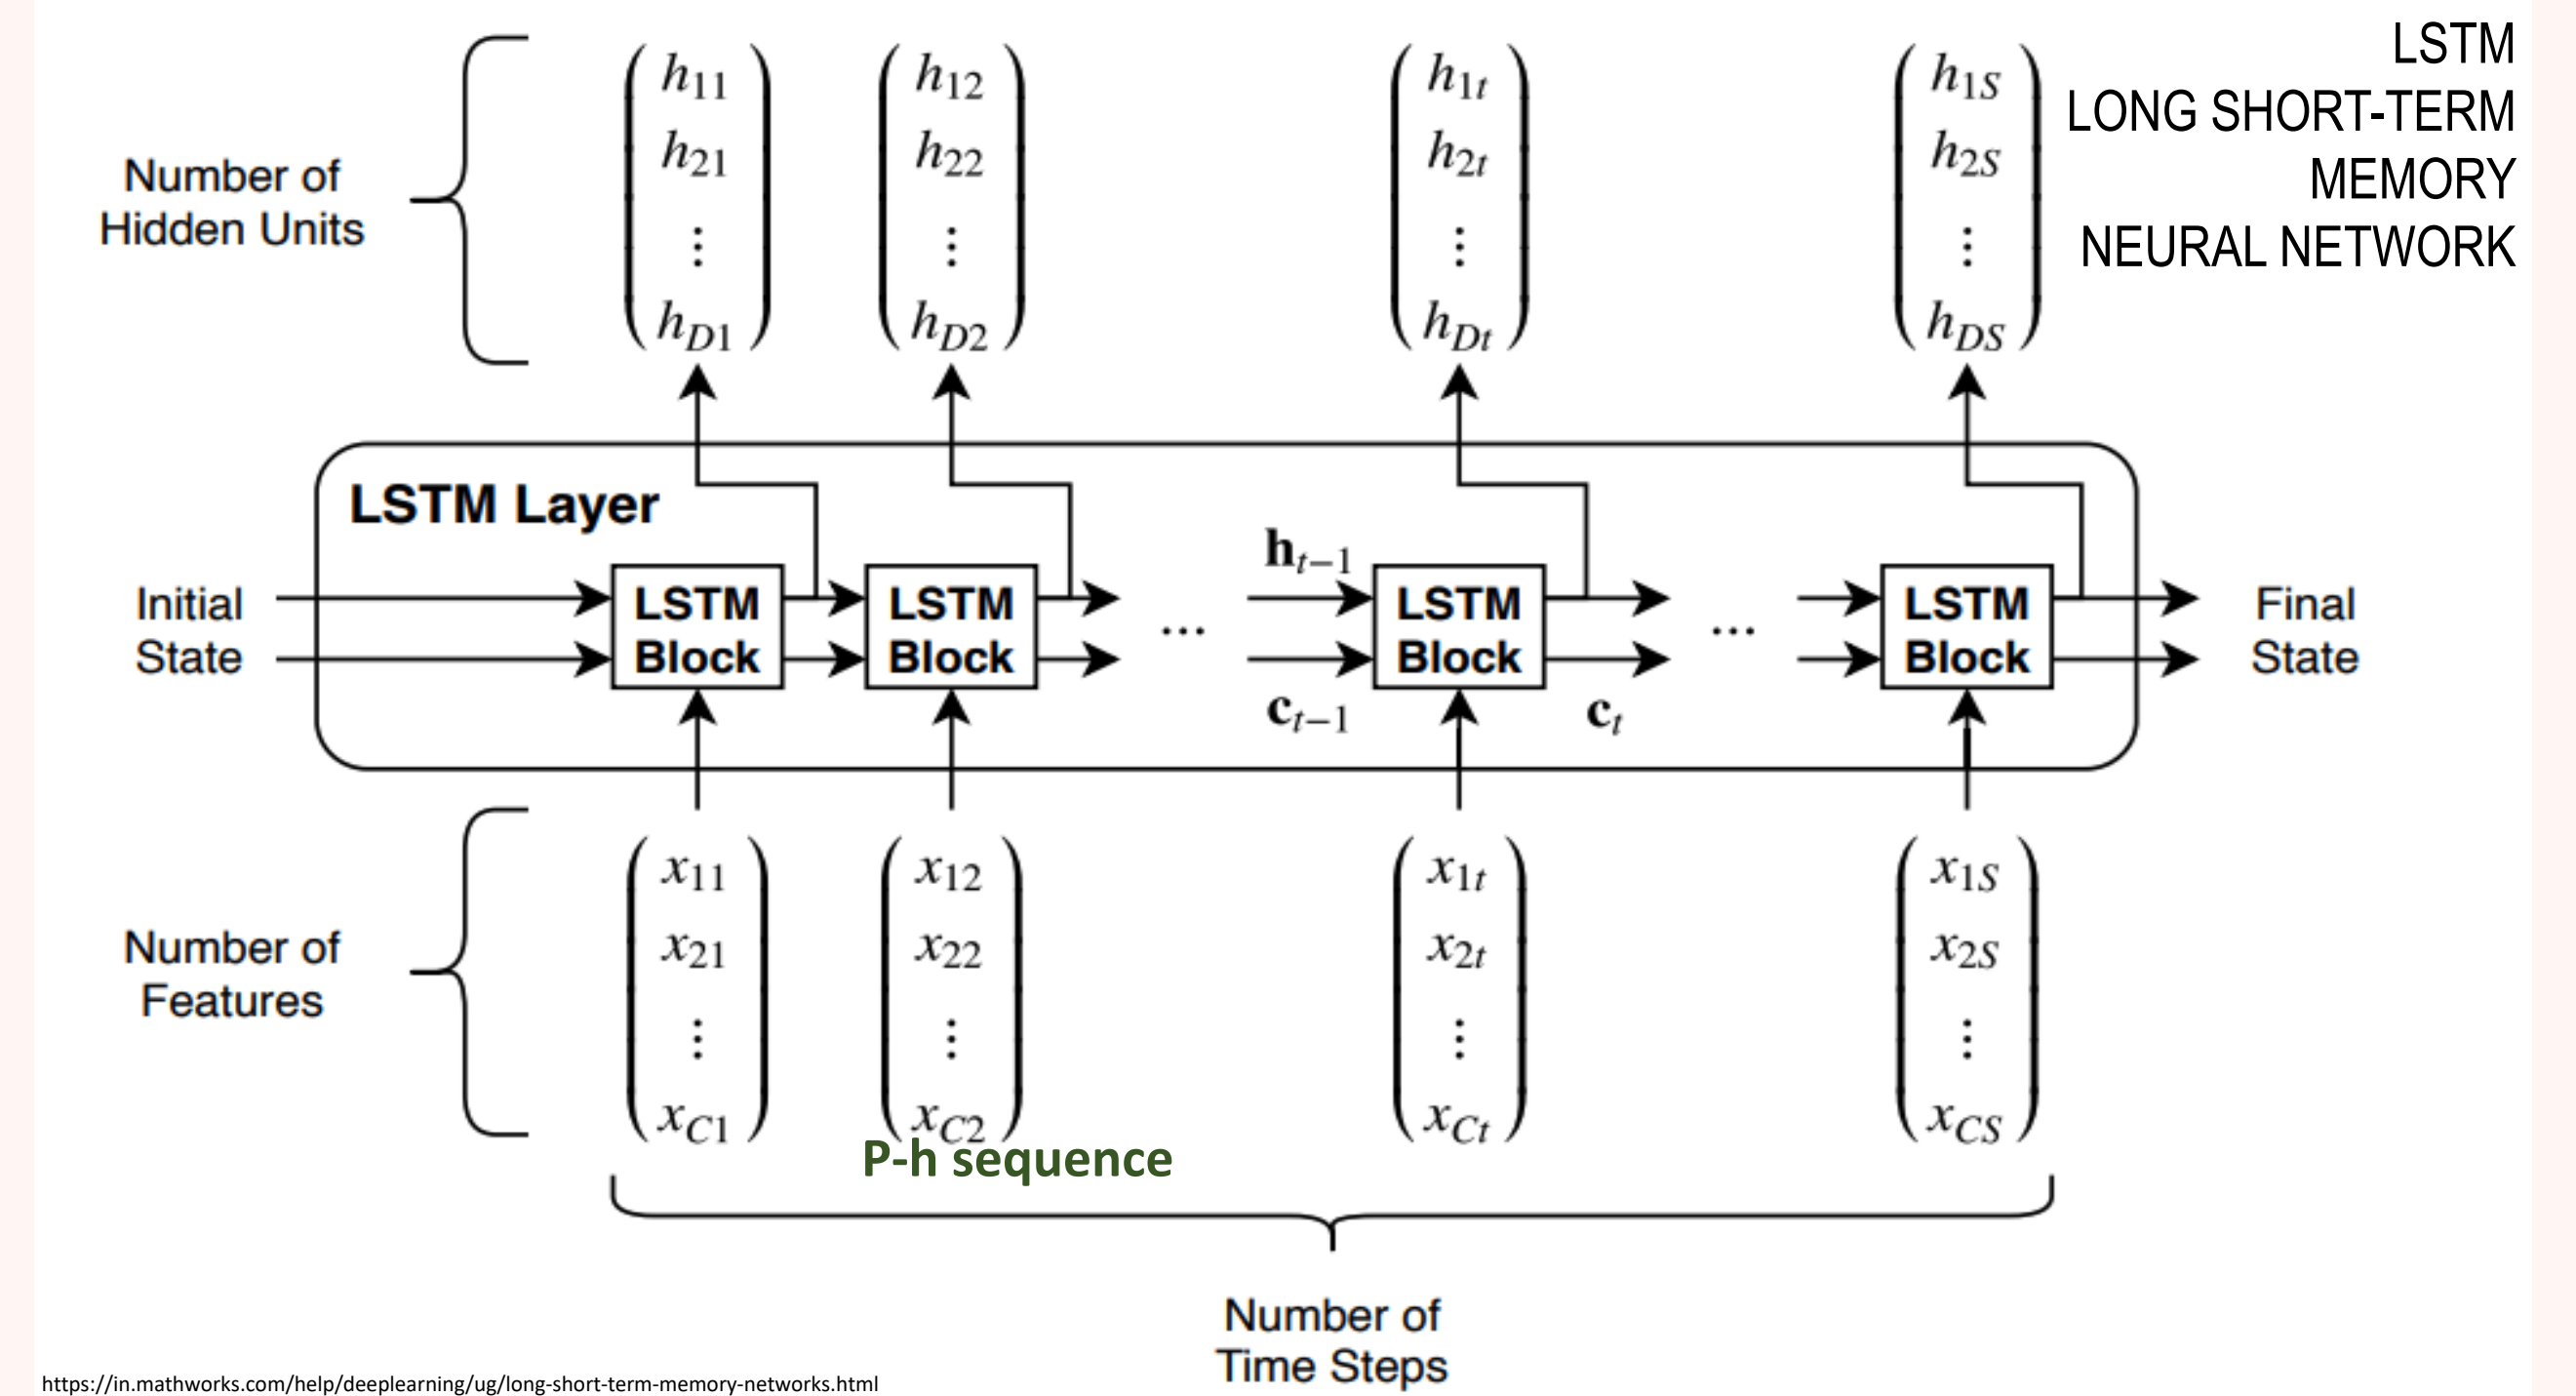 LSTM
LONG SHORT-TERM
MEMORY
NEURAL NETWORK
Number of
Hidden Units
h11 h12 h1t h1S
h21 h22 h2t h2S
⋮ ⋮ ⋮ ⋮
hD1 hD2 hDt hDS
LSTM Layer
Initial
State
LSTM
Block
LSTM
Block
...
ht−1
ct−1
LSTM
Block
ct
...
LSTM
Block
Final
State
Number of
Features
x11 x12 x1t x1S
x21 x22 x2t x2S
⋮ ⋮ ⋮ ⋮
xC1 xC2 xCt xCS
P-h sequence
Number of
Time Steps
https://in.mathworks.com/help/deeplearning/ug/long-short-term-memory-networks.html